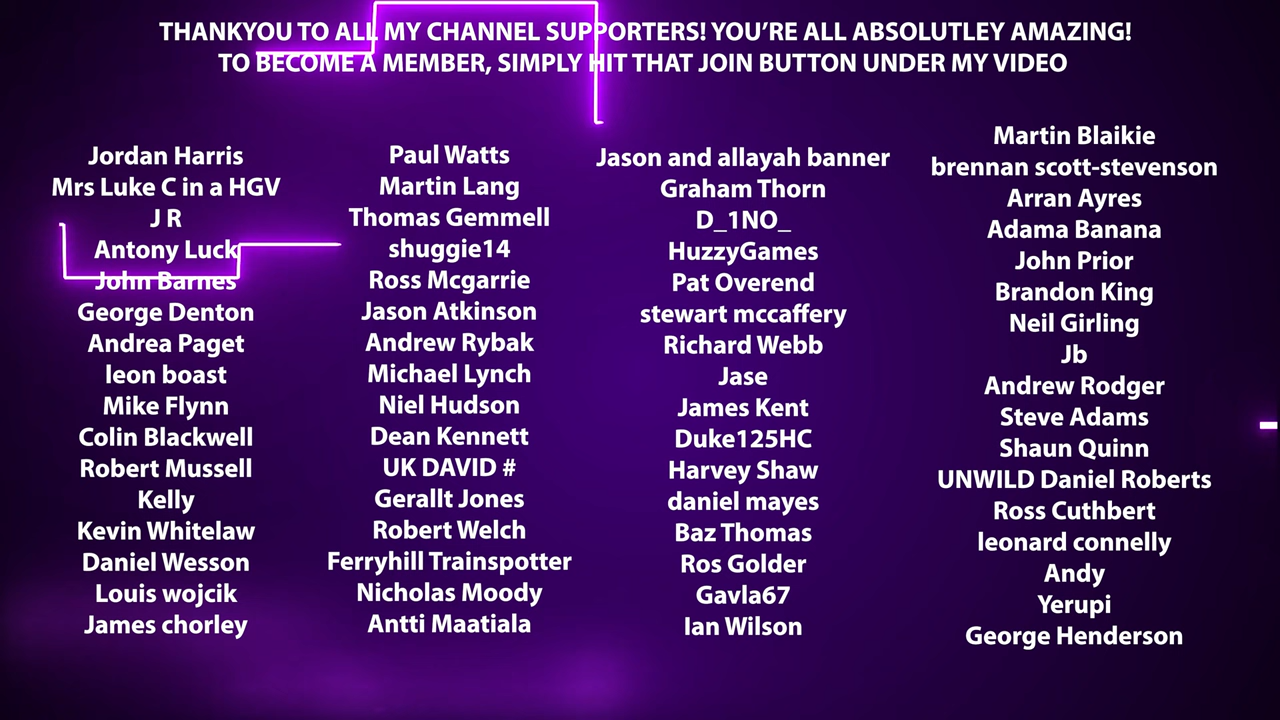 THANKYOU TO ALL MY CHANNEL SUPPORTERS! YOU'RE ALL ABSOLUTLEY AMAZING!
TO BECOME A MEMBER, SIMPLY HIT THAT JOIN BUTTON UNDER MY VIDEO
Jordan Harris
Mrs Luke C in a HGV
J R
Antony Luck
John Barnes
George Denton
Andrea Paget
leon boast
Mike Flynn
Colin Blackwell
Robert Mussell
Kelly
Kevin Whitelaw
Daniel Wesson
Louis wojcik
James chorley
Paul Watts
Martin Lang
Thomas Gemmell
shuggie14
Ross Mcgarrie
Jason Atkinson
Andrew Rybak
Michael Lynch
Niel Hudson
Dean Kennett
UK DAVID #
Gerallt Jones
Robert Welch
Ferryhill Trainspotter
Nicholas Moody
Antti Maatiala
Jason and allayah banner
Graham Thorn
D_1NO_
HuzzyGames
Pat Overend
stewart mccaffery
Richard Webb
Jase
James Kent
Duke125HC
Harvey Shaw
daniel mayes
Baz Thomas
Ros Golder
Gavla67
Ian Wilson
Martin Blaikie
brennan scott-stevenson
Arran Ayres
Adama Banana
John Prior
Brandon King
Neil Girling
Jb
Andrew Rodger
Steve Adams
Shaun Quinn
UNWILD Daniel Roberts
Ross Cuthbert
leonard connelly
Andy
Yerupi
George Henderson